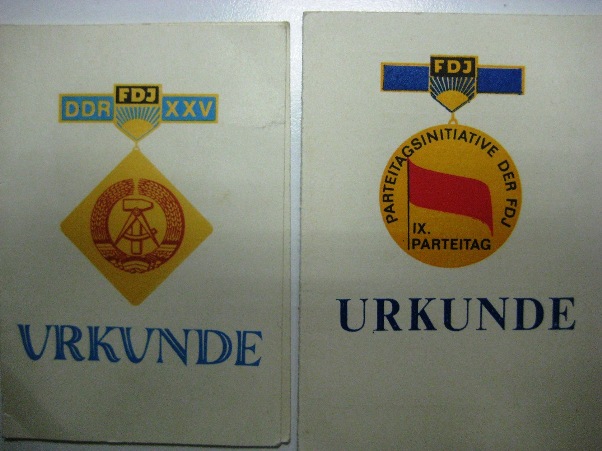 FDJ
DDR XXV
URKUNDE
FDJ
PARTEITAGSINITIATIVE DER FDJ
IX.
PARTEITAG
URKUNDE